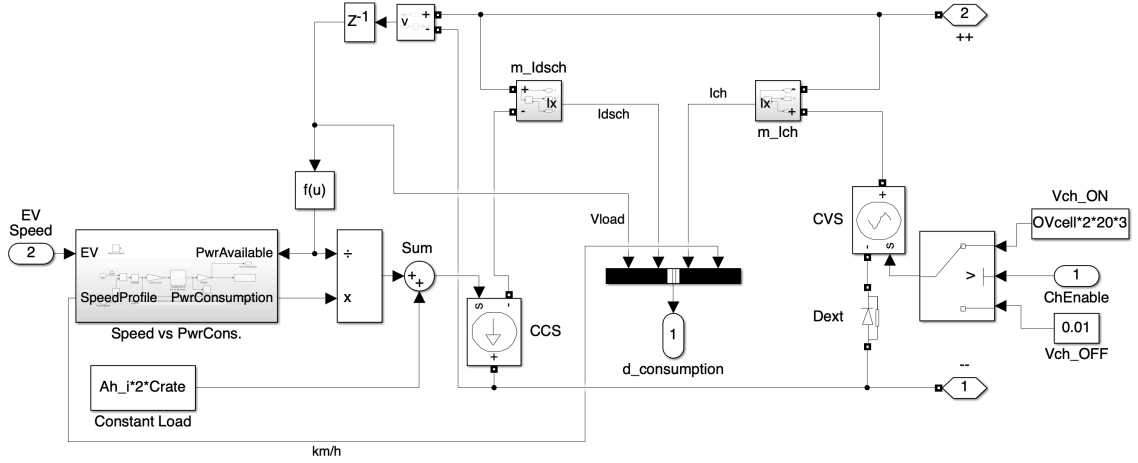 Z-1
v
+
-
2
++
m_Idsch
+
-
Ix
Idsch
Ich
Ix
-
+
m_Ich
f(u)
Vload
EV
Speed
2
EV
PwrAvailable
SpeedProfile
PwrConsumption
Speed vs PwrCons.
÷
x
Sum
+
+
s
-
+
CCS
CVS
+
-
s
Vch_ON
OVcell*2*20*3
>
1
ChEnable
0.01
Vch_OFF
Dext
1
d_consumption
--
1
Ah_i*2*Crate
Constant Load
km/h